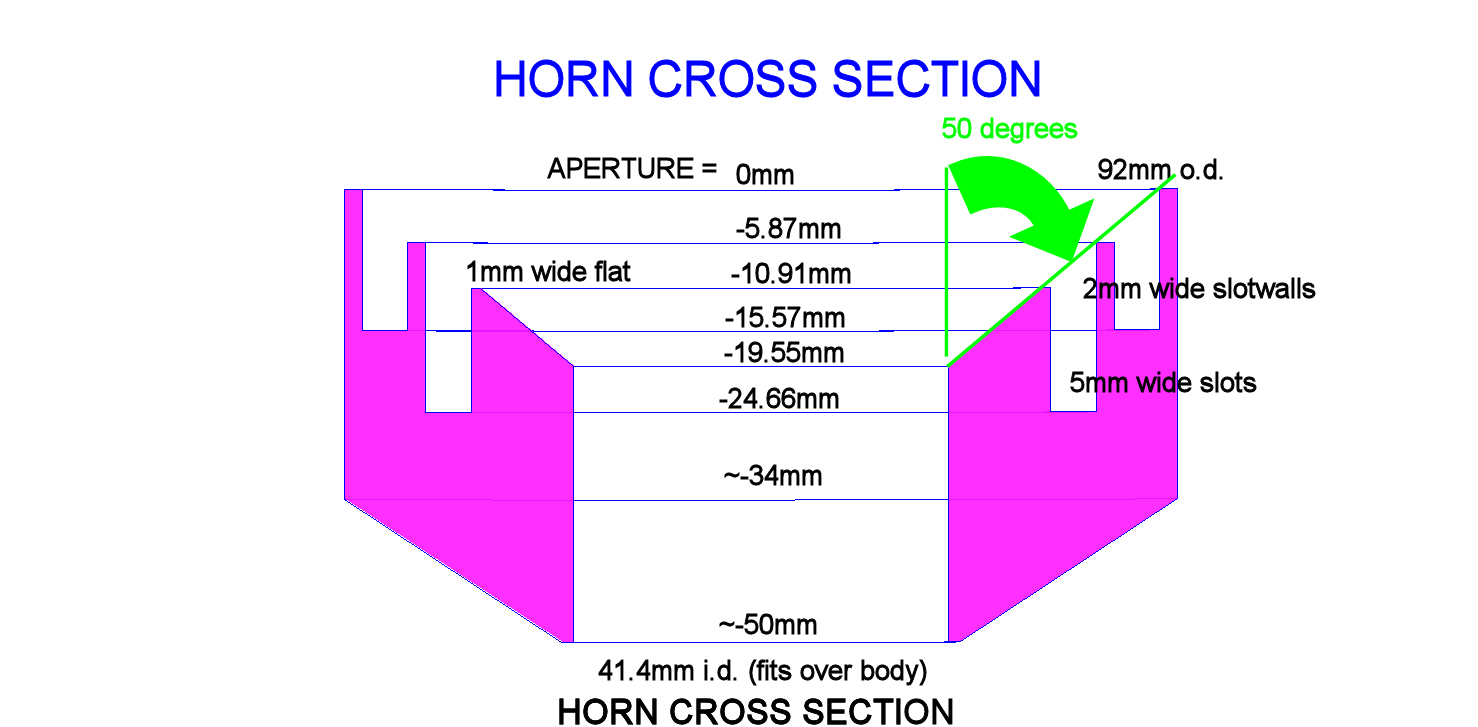 HORN CROSS SECTION
50 degrees
APERTURE = 0mm
92mm o.d.
-5.87mm
1mm wide flat
-10.91mm
2mm wide slotwalls
-15.57mm
-19.55mm
5mm wide slots
-24.66mm
~-34mm
~-50mm
41.4mm i.d. (fits over body)
HORN CROSS SECTION